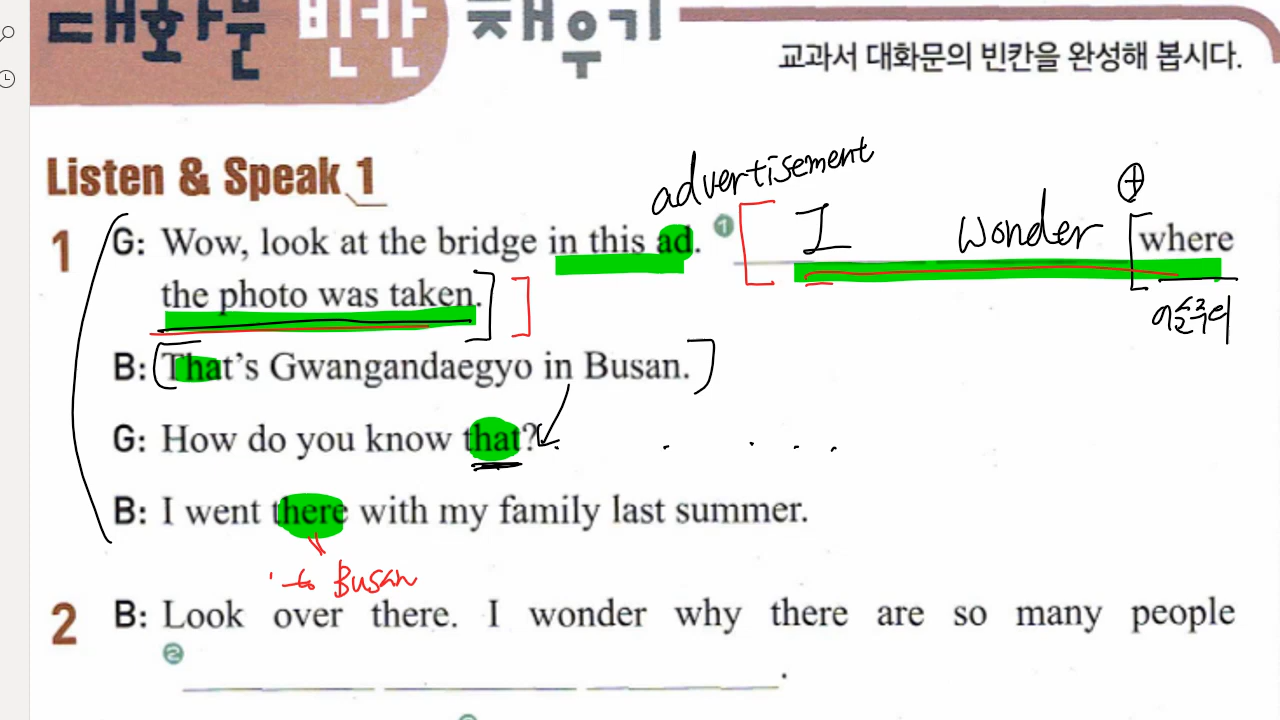 대화문 빈칸 채우기
교과서 대화문의 빈칸을 완성해 봅시다.
Listen & Speak 1
advertisement
1 G: Wow, look at the bridge in this ad. ❶ I wonder where
the photo was taken.
B: That's Gwangandaegyo in Busan.
G: How do you know that?
B: I went there with my family last summer.
to Busan
2 B: Look over there. I wonder why there are so many people
❷ .